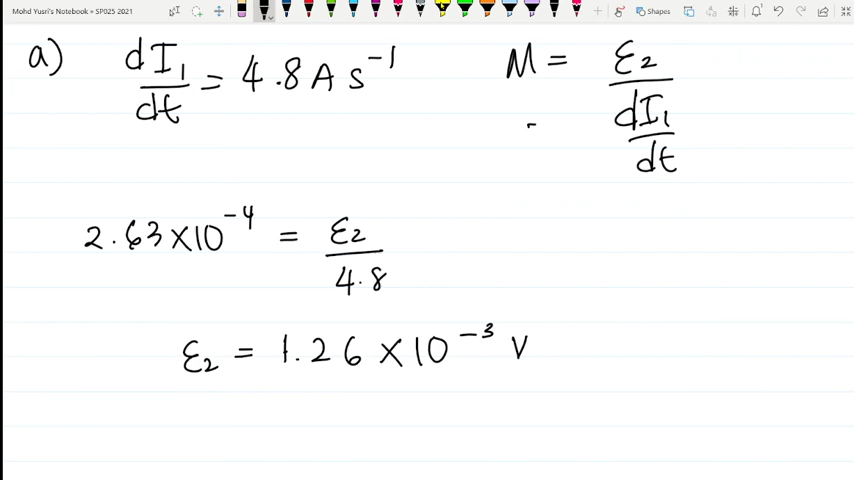 Mohd Yusri's Notebook » SP025 2021
Shapes
a) dI₁/dt = 4.8 A s⁻¹
M = ε₂ / (dI₁/dt)
-
2.63 × 10⁻⁴ = ε₂/4.8
ε₂ = 1.26 × 10⁻³ V